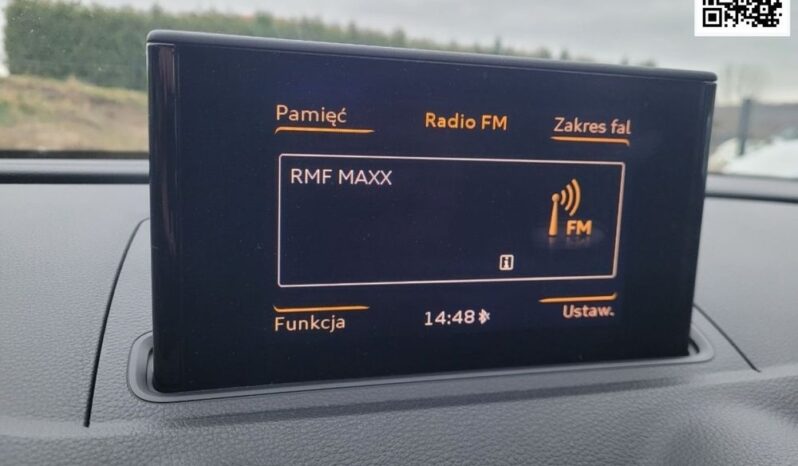 Pamięć
Radio FM
Zakres fal
RMF MAXX
FM
Funkcja
14:48
Ustaw.